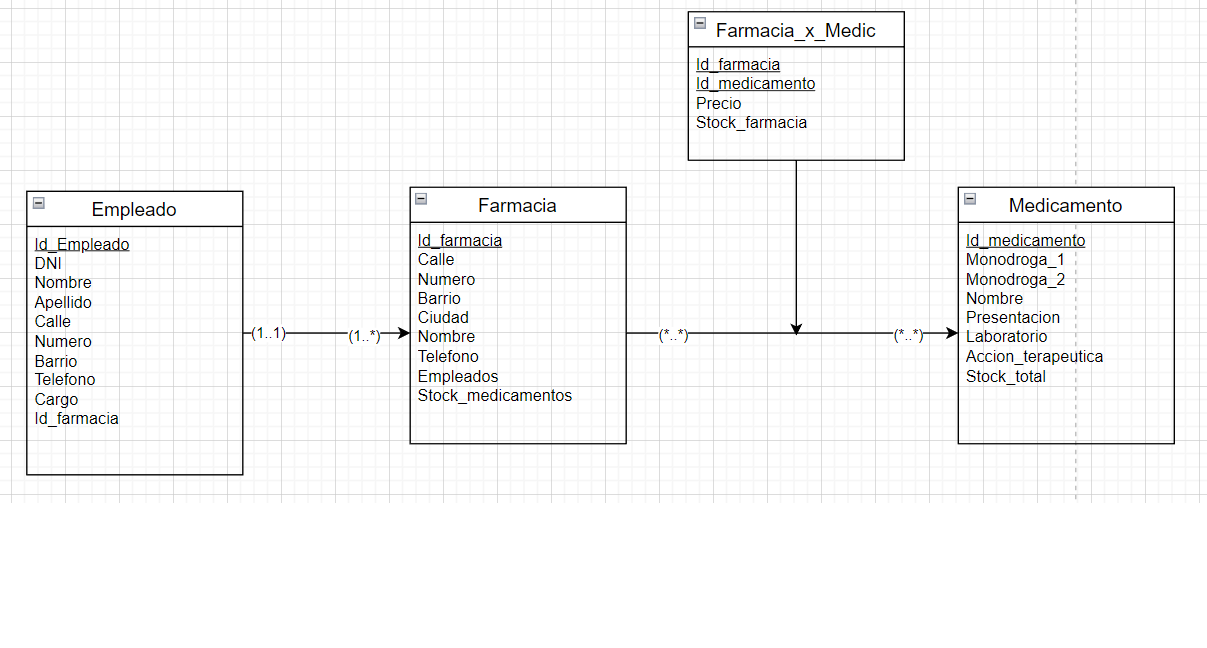 Farmacia_x_Medic
Id_farmacia
Id_medicamento
Precio
Stock_farmacia
Empleado
Id_Empleado
DNI
Nombre
Apellido
Calle
Numero
Barrio
Telefono
Cargo
Id_farmacia
(1..1)
(1..*)
Farmacia
Id_farmacia
Calle
Numero
Barrio
Ciudad
Nombre
Telefono
Empleados
Stock_medicamentos
(*..*)
(*..*)
Medicamento
Id_medicamento
Monodroga_1
Monodroga_2
Nombre
Presentacion
Laboratorio
Accion_terapeutica
Stock_total